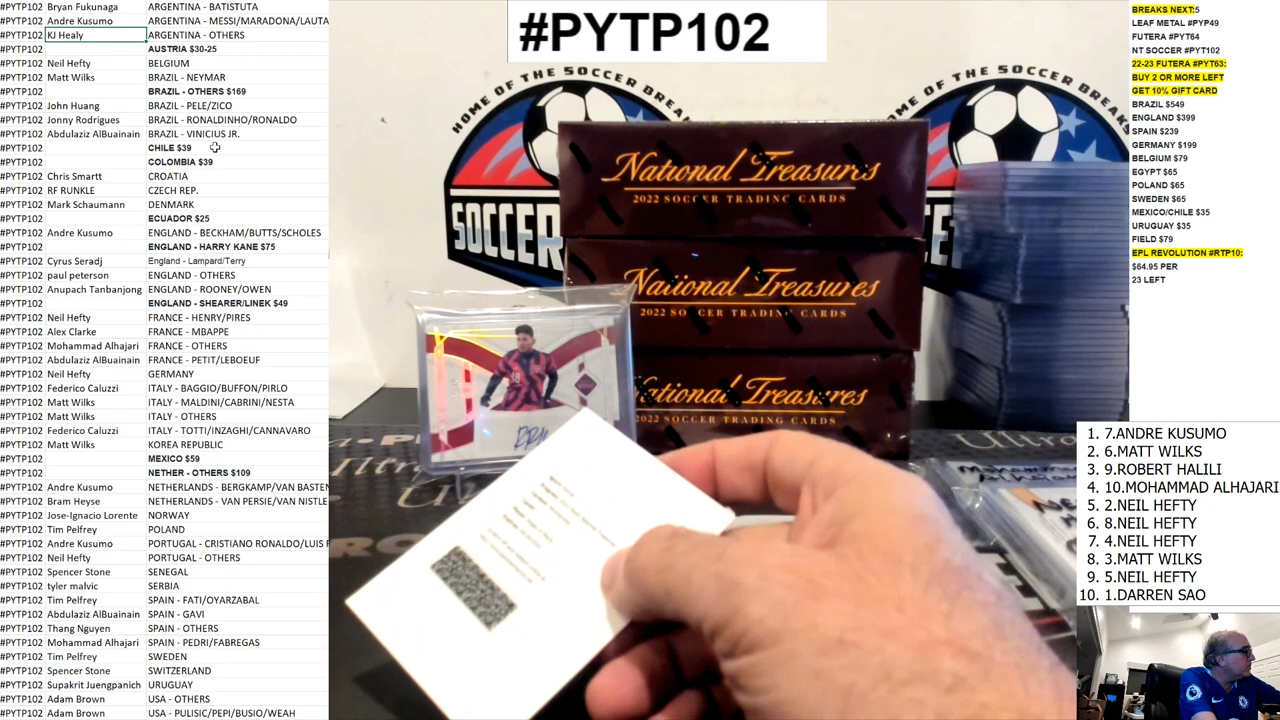 #PYTP102 Bryan Fukunaga ARGENTINA - BATISTUTA
#PYTP102 Andre Kusumo ARGENTINA - MESSI/MARADONA/LAUTA
#PYTP102 KJ Healy ARGENTINA - OTHERS
#PYTP102 AUSTRIA $30-25
#PYTP102 Neil Hefty BELGIUM
#PYTP102 Matt Wilks BRAZIL - NEYMAR
#PYTP102 BRAZIL - OTHERS $169
#PYTP102 John Huang BRAZIL - PELE/ZICO
#PYTP102 Jonny Rodrigues BRAZIL - RONALDINHO/RONALDO
#PYTP102 Abdulaziz AlBuainain BRAZIL - VINICIUS JR.
#PYTP102 CHILE $39
#PYTP102 COLOMBIA $39
#PYTP102 Chris Smartt CROATIA
#PYTP102 RF RUNKLE CZECH REP.
#PYTP102 Mark Schaumann DENMARK
#PYTP102 ECUADOR $25
#PYTP102 Andre Kusumo ENGLAND - BECKHAM/BUTTS/SCHOLES
#PYTP102 ENGLAND - HARRY KANE $75
#PYTP102 Cyrus Seradj England - Lampard/Terry
#PYTP102 paul peterson ENGLAND - OTHERS
#PYTP102 Anupach Tanbanjong ENGLAND - ROONEY/OWEN
#PYTP102 ENGLAND - SHEARER/LINEK $49
#PYTP102 Neil Hefty FRANCE - HENRY/PIRES
#PYTP102 Alex Clarke FRANCE - MBAPPE
#PYTP102 Mohammad Alhajari FRANCE - OTHERS
#PYTP102 Abdulaziz AlBuainain FRANCE - PETIT/LEBOEUF
#PYTP102 Neil Hefty GERMANY
#PYTP102 Federico Caluzzi ITALY - BAGGIO/BUFFON/PIRLO
#PYTP102 Matt Wilks ITALY - MALDINI/CABRINI/NESTA
#PYTP102 Matt Wilks ITALY - OTHERS
#PYTP102 Federico Caluzzi ITALY - TOTTI/INZAGHI/CANNAVARO
#PYTP102 Matt Wilks KOREA REPUBLIC
#PYTP102 MEXICO $59
#PYTP102 NETHER - OTHERS $109
#PYTP102 Andre Kusumo NETHERLANDS - BERGKAMP/VAN BASTEN
#PYTP102 Bram Heyse NETHERLANDS - VAN PERSIE/VAN NISTLE
#PYTP102 Jose-Ignacio Lorente NORWAY
#PYTP102 Tim Pelfrey POLAND
#PYTP102 Andre Kusumo PORTUGAL - CRISTIANO RONALDO/LUIS F
#PYTP102 Neil Hefty PORTUGAL - OTHERS
#PYTP102 Spencer Stone SENEGAL
#PYTP102 tyler malvic SERBIA
#PYTP102 Tim Pelfrey SPAIN - FATI/OYARZABAL
#PYTP102 Abdulaziz AlBuainain SPAIN - GAVI
#PYTP102 Thang Nguyen SPAIN - OTHERS
#PYTP102 Mohammad Alhajari SPAIN - PEDRI/FABREGAS
#PYTP102 Tim Pelfrey SWEDEN
#PYTP102 Spencer Stone SWITZERLAND
#PYTP102 Supakrit Juengpanich URUGUAY
#PYTP102 Adam Brown USA - OTHERS
#PYTP102 Adam Brown USA - PULISIC/PEPI/BUSIO/WEAH
#PYTP102
HOME OF THE SOCCER BREAK
SOCCER
OF THE SOCCER BREAKS
SOC
National Treasures
2022 SOCCER TRADING CARDS
National Treasures
2022 SOCCER TRADING CARDS
National Treasures
2022 SOCCER TRADING CARDS
BREAKS NEXT:5
LEAF METAL #PYP49
FUTERA #PYT64
NT SOCCER #PYT102
22-23 FUTERA #PYT63:
BUY 2 OR MORE LEFT
GET 10% GIFT CARD
BRAZIL $549
ENGLAND $399
SPAIN $239
GERMANY $199
BELGIUM $79
EGYPT $65
POLAND $65
SWEDEN $65
MEXICO/CHILE $35
URUGUAY $35
FIELD $79
EPL REVOLUTION #RTP10:
$64.95 PER
23 LEFT
1. 7.ANDRE KUSUMO
2 6.MATT WILKS
3 9.ROBERT HALILI
4 10.MOHAMMAD ALHAJARI
5 2.NEIL HEFTY
6 8.NEIL HEFTY
7 4.NEIL HEFTY
8 3.MATT WILKS
9 5.NEIL HEFTY
10. 1.DARREN SAO